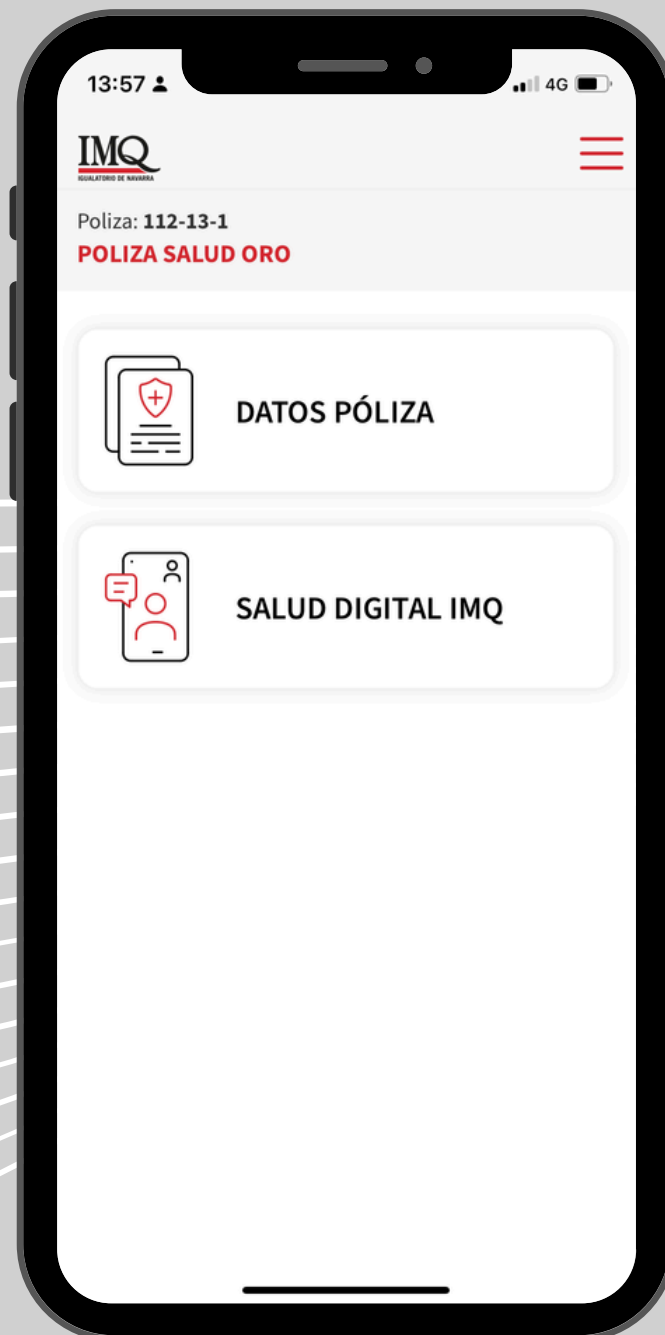 13:57
4G
IMQ
IGUALATORIO DE NAVARRA
Poliza: 112-13-1
POLIZA SALUD ORO
DATOS PÓLIZA
SALUD DIGITAL IMQ